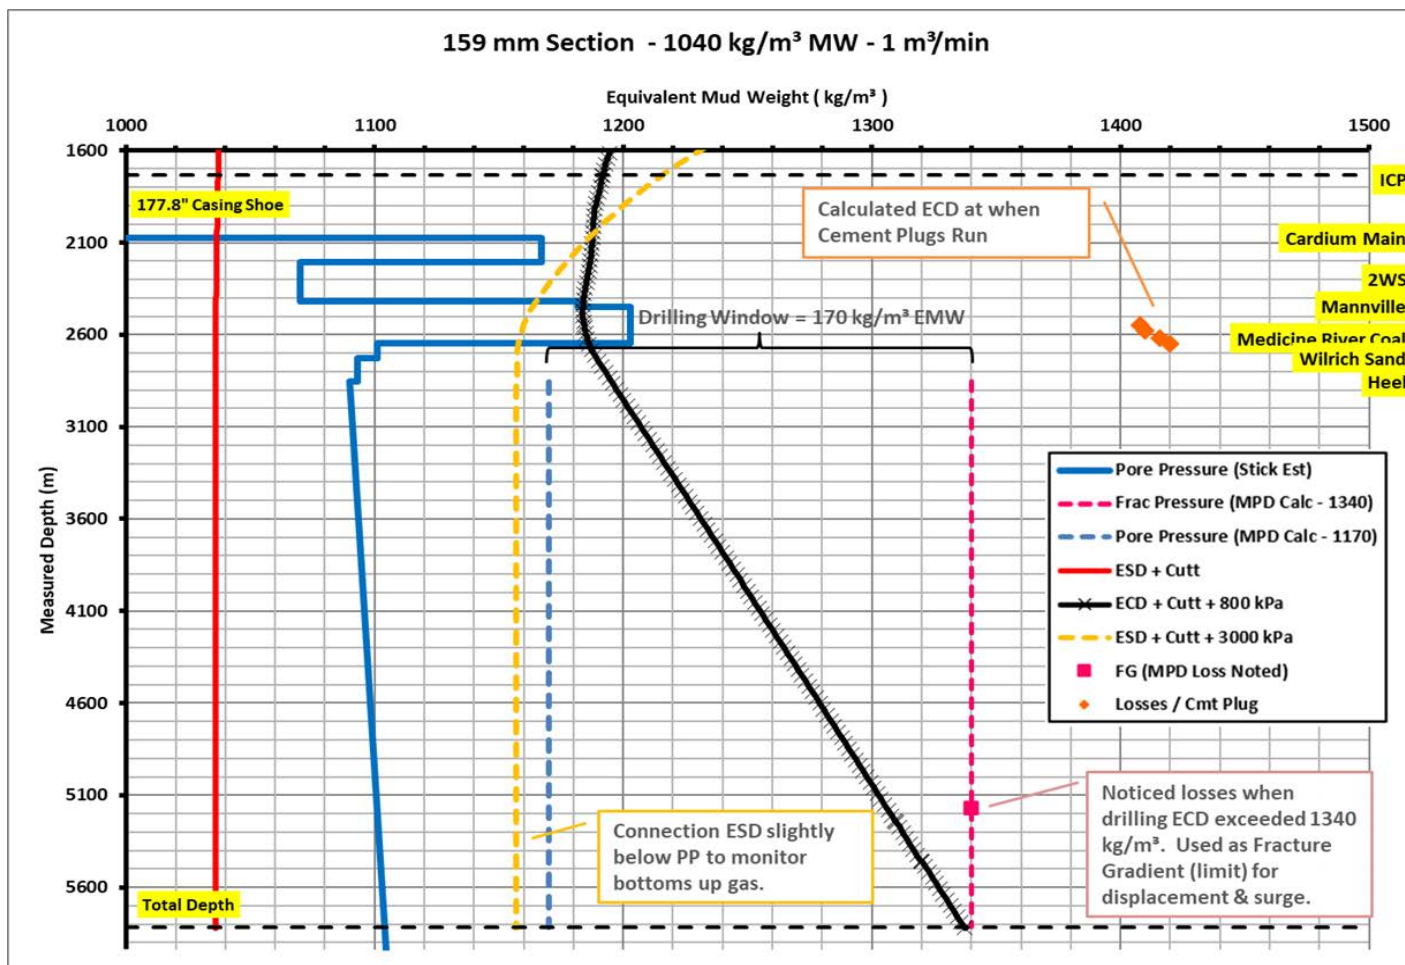 159 mm Section - 1040 kg/m³ MW - 1 m³/min
Equivalent Mud Weight ( kg/m³ )
1000 1100 1200 1300 1400 1500
1600
ICP
177.8" Casing Shoe
Calculated ECD at when
Cement Plugs Run
2100
Cardium Main
2WS
Mannville
Drilling Window = 170 kg/m³ EMW
2600
Medicine River Coal
Wilrich Sand
Heel
3100
Measured Depth (m)
Pore Pressure (Stick Est)
Frac Pressure (MPD Calc - 1340)
Pore Pressure (MPD Calc - 1170)
ESD + Cutt
ECD + Cutt + 800 kPa
ESD + Cutt + 3000 kPa
FG (MPD Loss Noted)
Losses / Cmt Plug
3600
4100
4600
5100
Noticed losses when
drilling ECD exceeded 1340
kg/m³. Used as Fracture
Gradient (limit) for
displacement & surge.
Connection ESD slightly
below PP to monitor
bottoms up gas.
5600
Total Depth